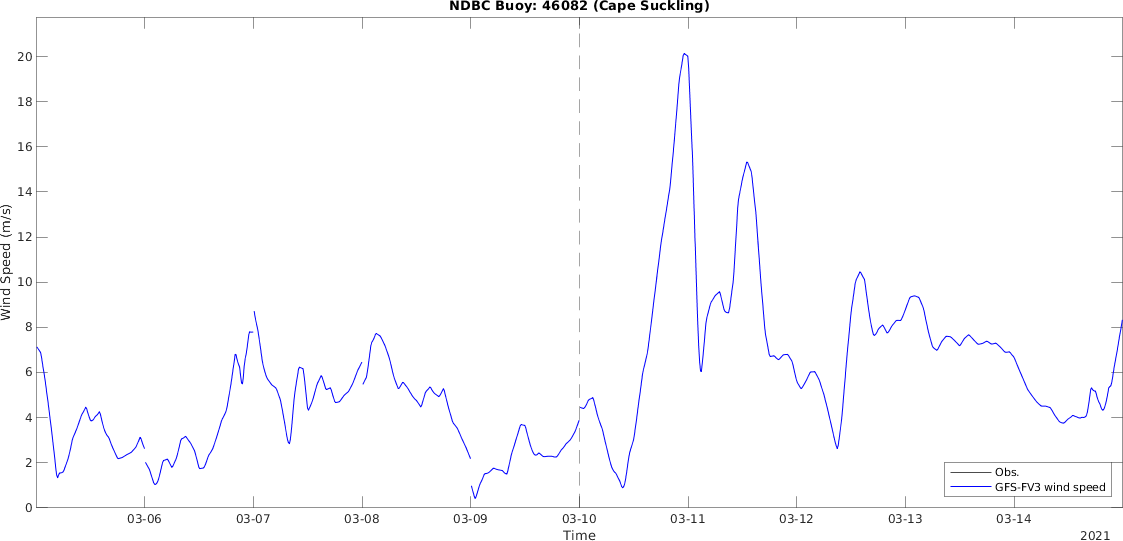 NDBC Buoy: 46082 (Cape Suckling)
Wind Speed (m/s)
20
18
16
14
12
10
8
6
4
2
0
03-06 03-07 03-08 03-09 03-10 03-11 03-12 03-13 03-14
Time
2021
Obs.
GFS-FV3 wind speed